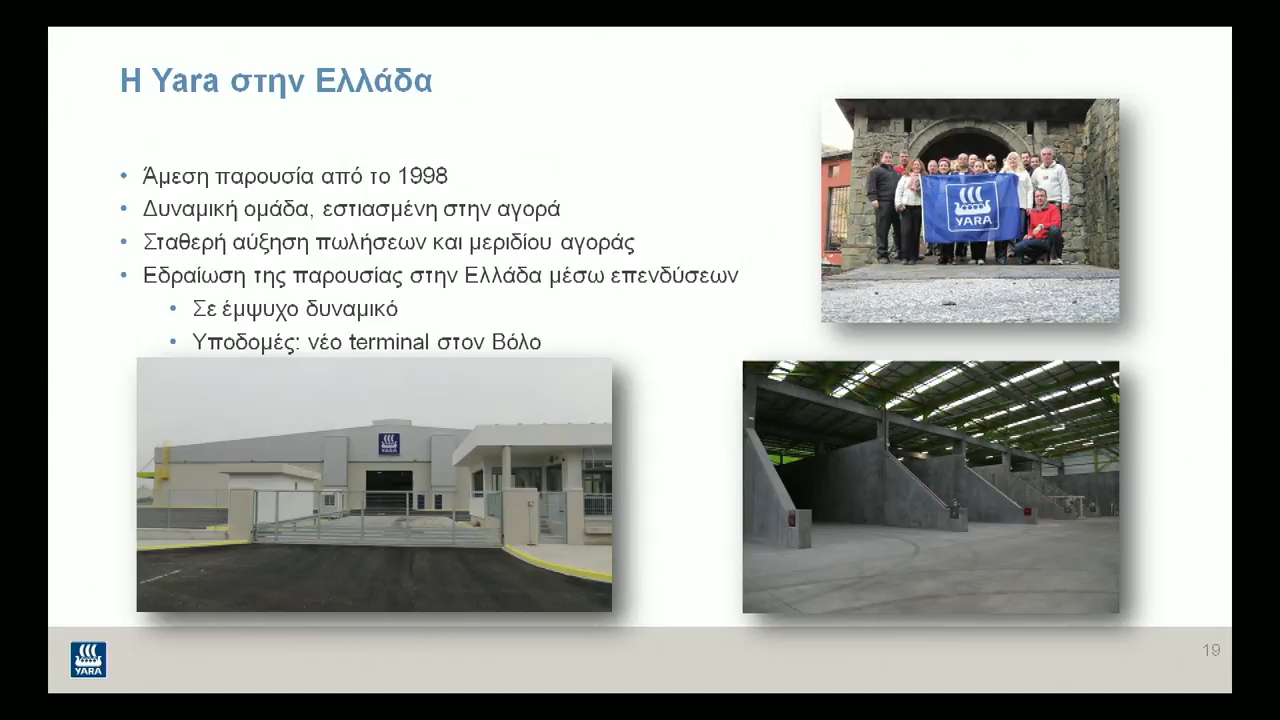 Η Yara στην Ελλάδα
• Άμεση παρουσία από το 1998
• Δυναμική ομάδα, εστιασμένη στην αγορά
• Σταθερή αύξηση πωλήσεων και μεριδίου αγοράς
• Εδραίωση της παρουσίας στην Ελλάδα μέσω επενδύσεων
• Σε έμψυχο δυναμικό
• Υποδομές: νέο terminal στον Βόλο
YARA
YARA
YARA
19